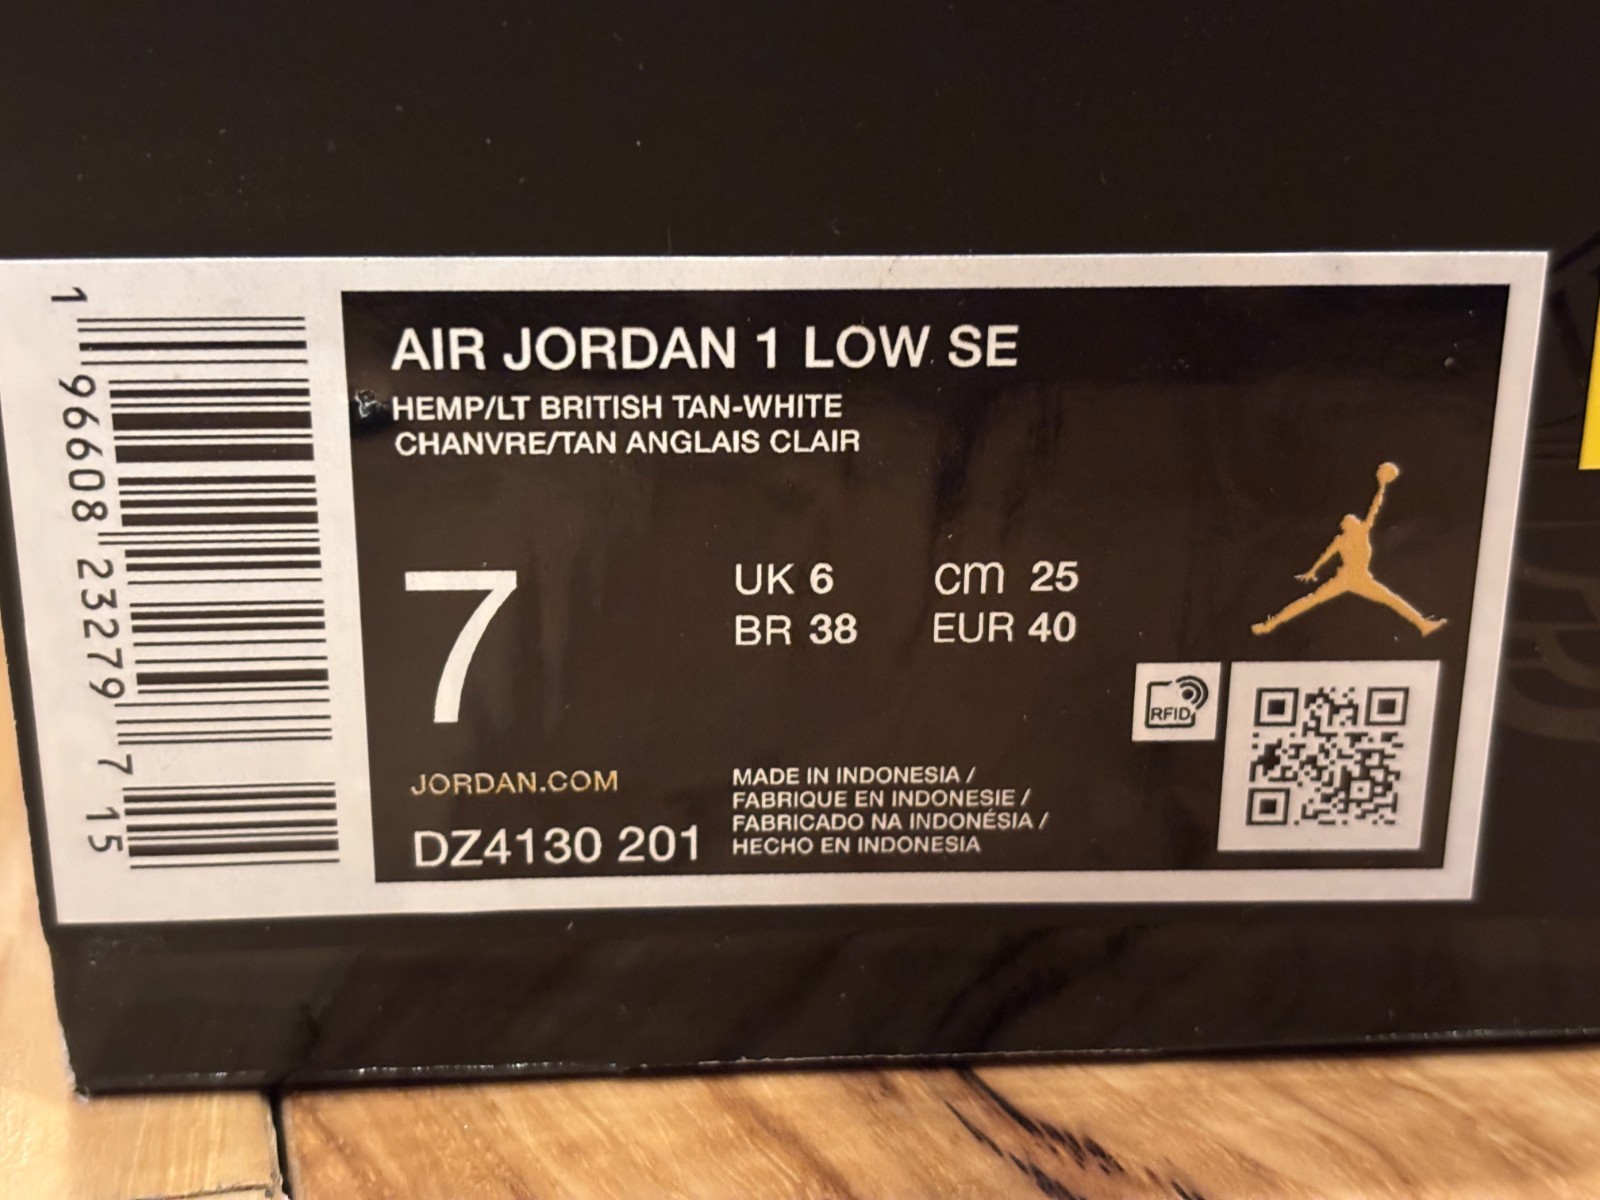 AIR JORDAN 1 LOW SE
HEMP/LT BRITISH TAN-WHITE
CHANVRE/TAN ANGLAIS CLAIR
7
UK 6 cm 25
BR 38 EUR 40
RFID
JORDAN.COM
DZ4130 201
MADE IN INDONESIA /
FABRIQUE EN INDONESIE /
FABRICADO NA INDONÉSIA /
HECHO EN INDONESIA
1 96608 23279 7 15